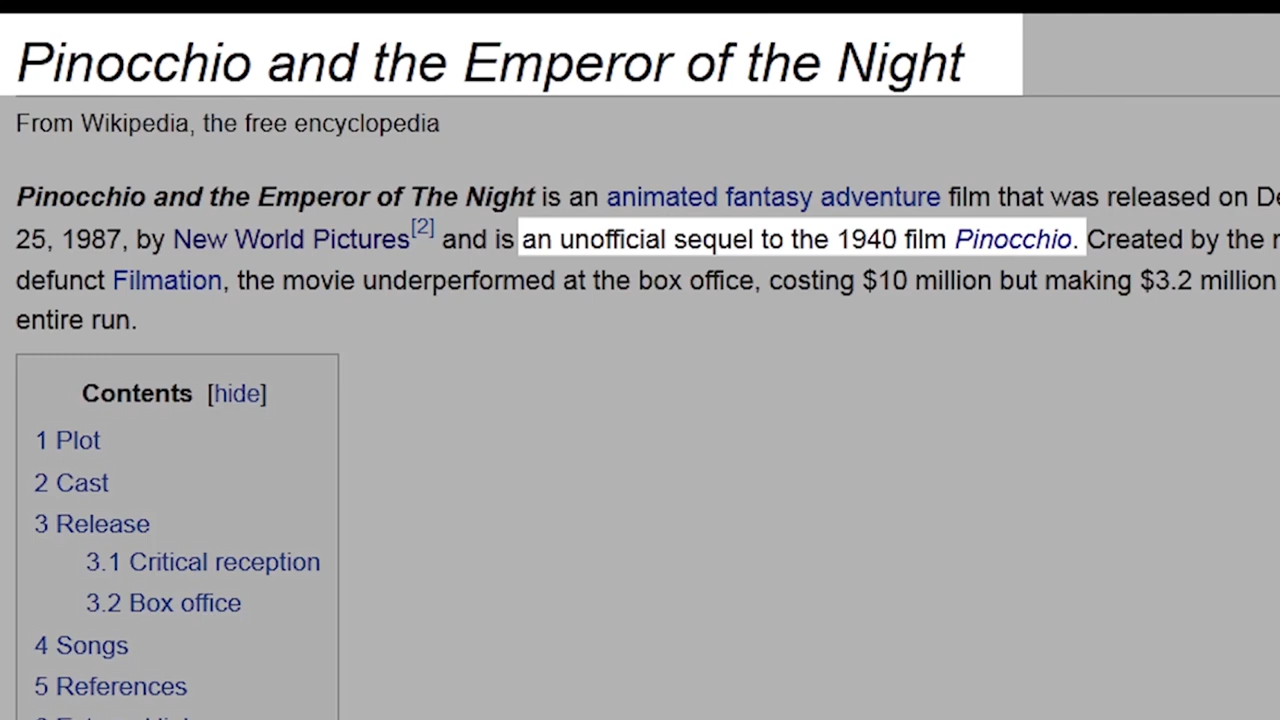 Pinocchio and the Emperor of the Night
From Wikipedia, the free encyclopedia
Pinocchio and the Emperor of The Night is an animated fantasy adventure film that was released on
25, 1987, by New World Pictures[2] and is an unofficial sequel to the 1940 film Pinocchio. Created by the
defunct Filmation, the movie underperformed at the box office, costing $10 million but making $3.2 million
entire run.
Contents [hide]
1 Plot
2 Cast
3 Release
3.1 Critical reception
3.2 Box office
4 Songs
5 References